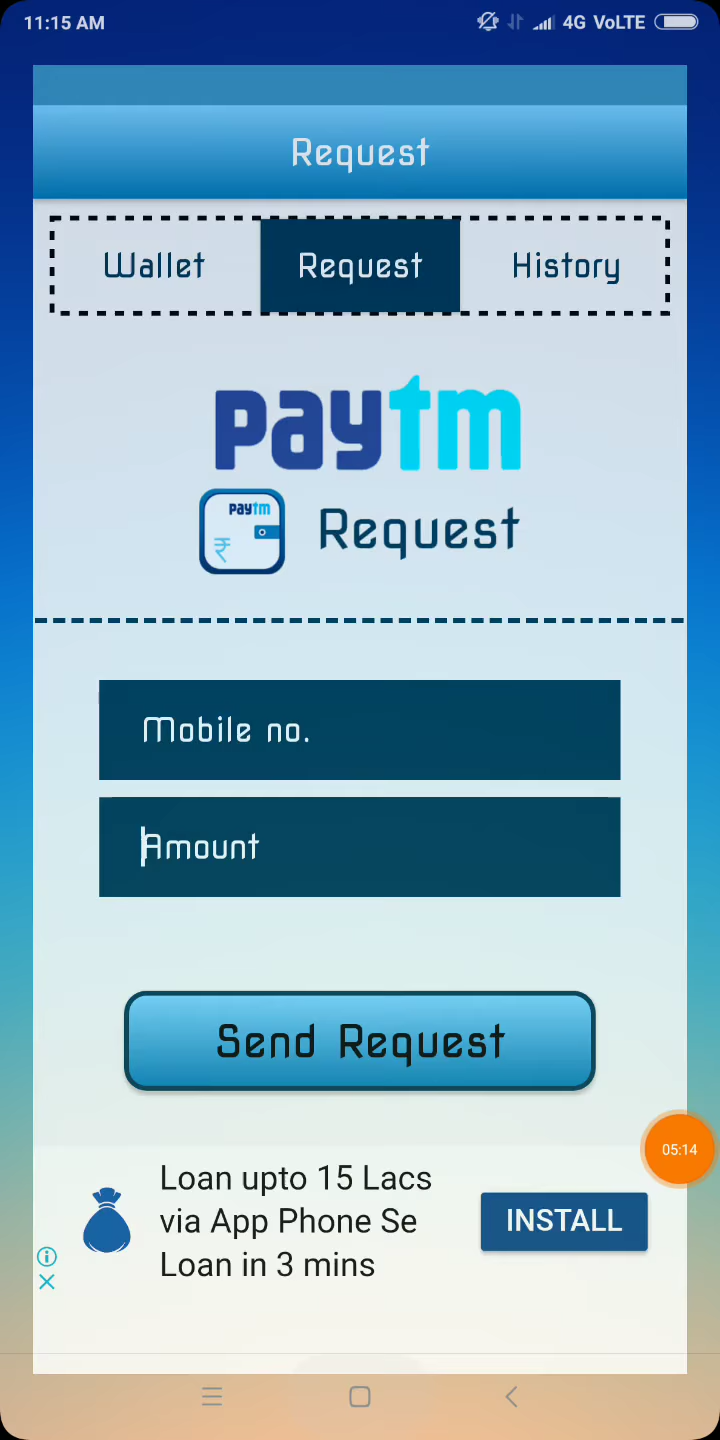 11:15 AM
4G VoLTE
Request
Wallet
Request
History
paytm
paytm
₹
Request
Mobile no.
Amount
Send Request
05:14
Loan upto 15 Lacs
via App Phone Se
Loan in 3 mins
INSTALL